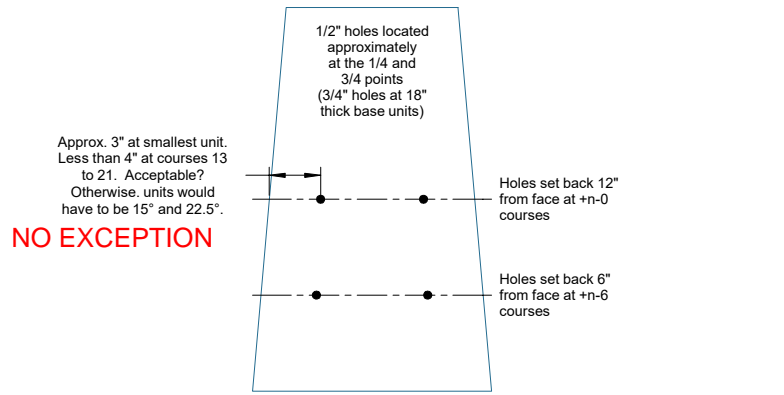 1/2" holes located
approximately
at the 1/4 and
3/4 points
(3/4" holes at 18"
thick base units)
Approx. 3" at smallest unit.
Less than 4" at courses 13
to 21.  Acceptable?
Otherwise. units would
have to be 15° and 22.5°.
NO EXCEPTION
Holes set back 12"
from face at +n-0
courses
Holes set back 6"
from face at +n-6
courses